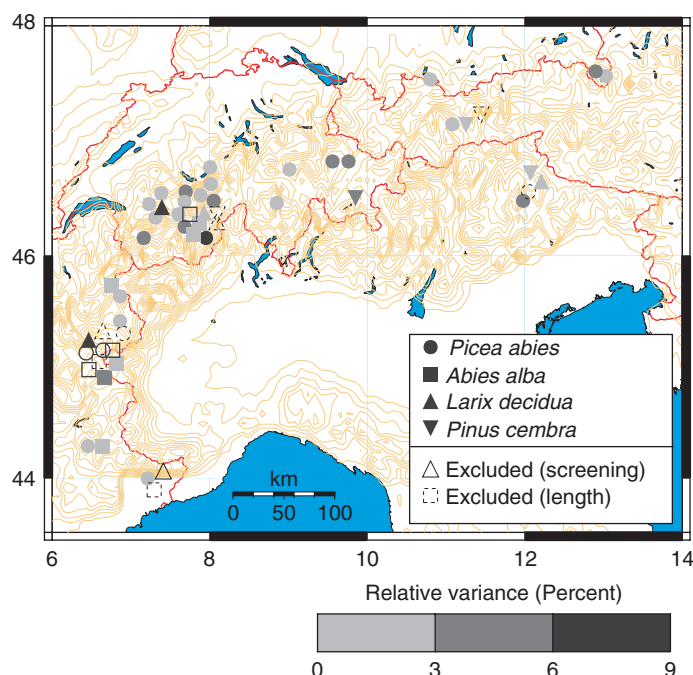 48
46
44
6
8
10
12
14
km
0 50 100
Picea abies
Abies alba
Larix decidua
Pinus cembra
Excluded (screening)
Excluded (length)
Relative variance (Percent)
0 3 6 9